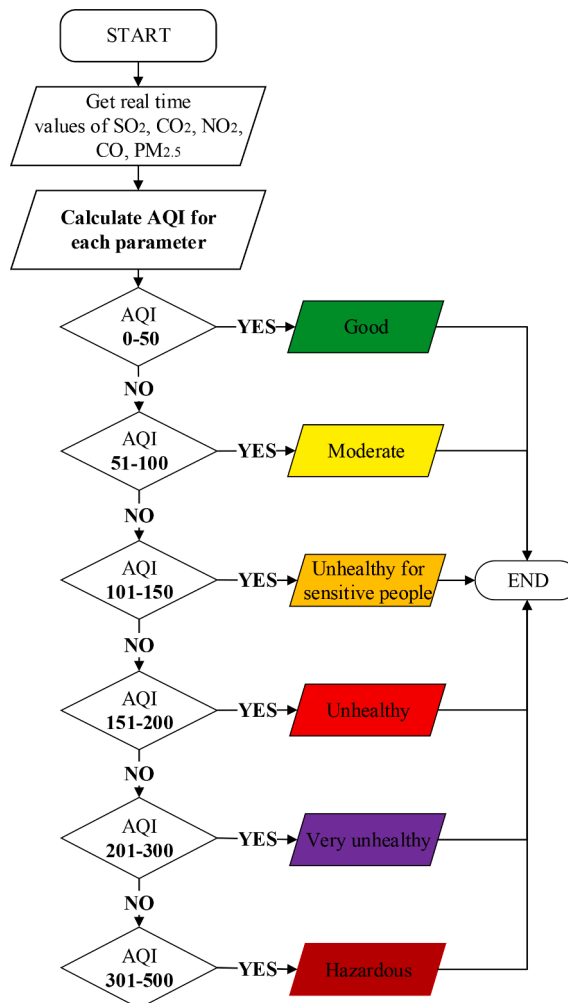 START
Get real time
values of SO₂, CO₂, NO₂,
CO, PM₂.₅
Calculate AQI for
each parameter
AQI
0-50
YES
Good
NO
AQI
51-100
YES
Moderate
NO
AQI
101-150
YES
Unhealthy for
sensitive people
END
NO
AQI
151-200
YES
Unhealthy
NO
AQI
201-300
YES
Very unhealthy
NO
AQI
301-500
YES
Hazardous